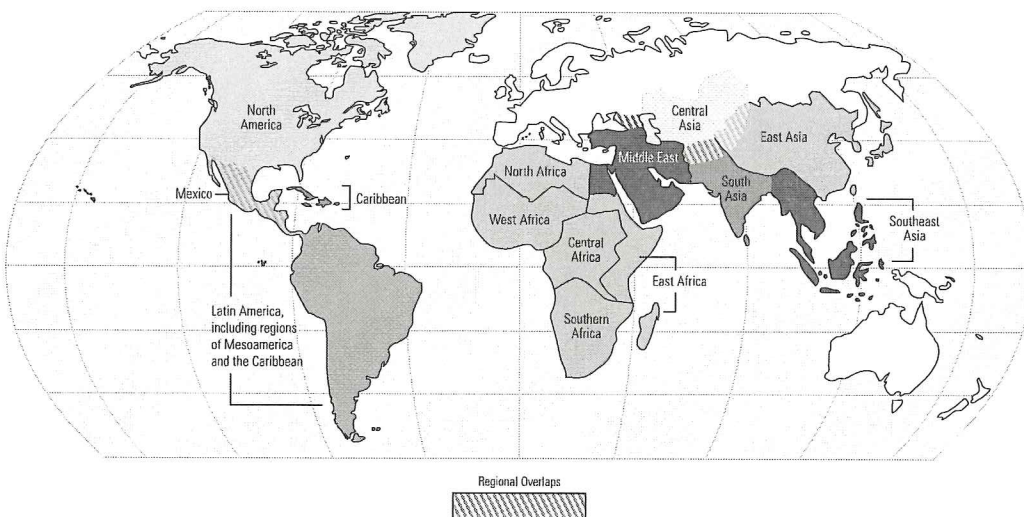 North
America
Mexico
Caribbean
Latin America,
including regions
of Mesoamerica
and the Caribbean
North Africa
West Africa
Central
Africa
East Africa
Southern
Africa
Middle East
Central
Asia
East Asia
South
Asia
Southeast
Asia
Regional Overlaps